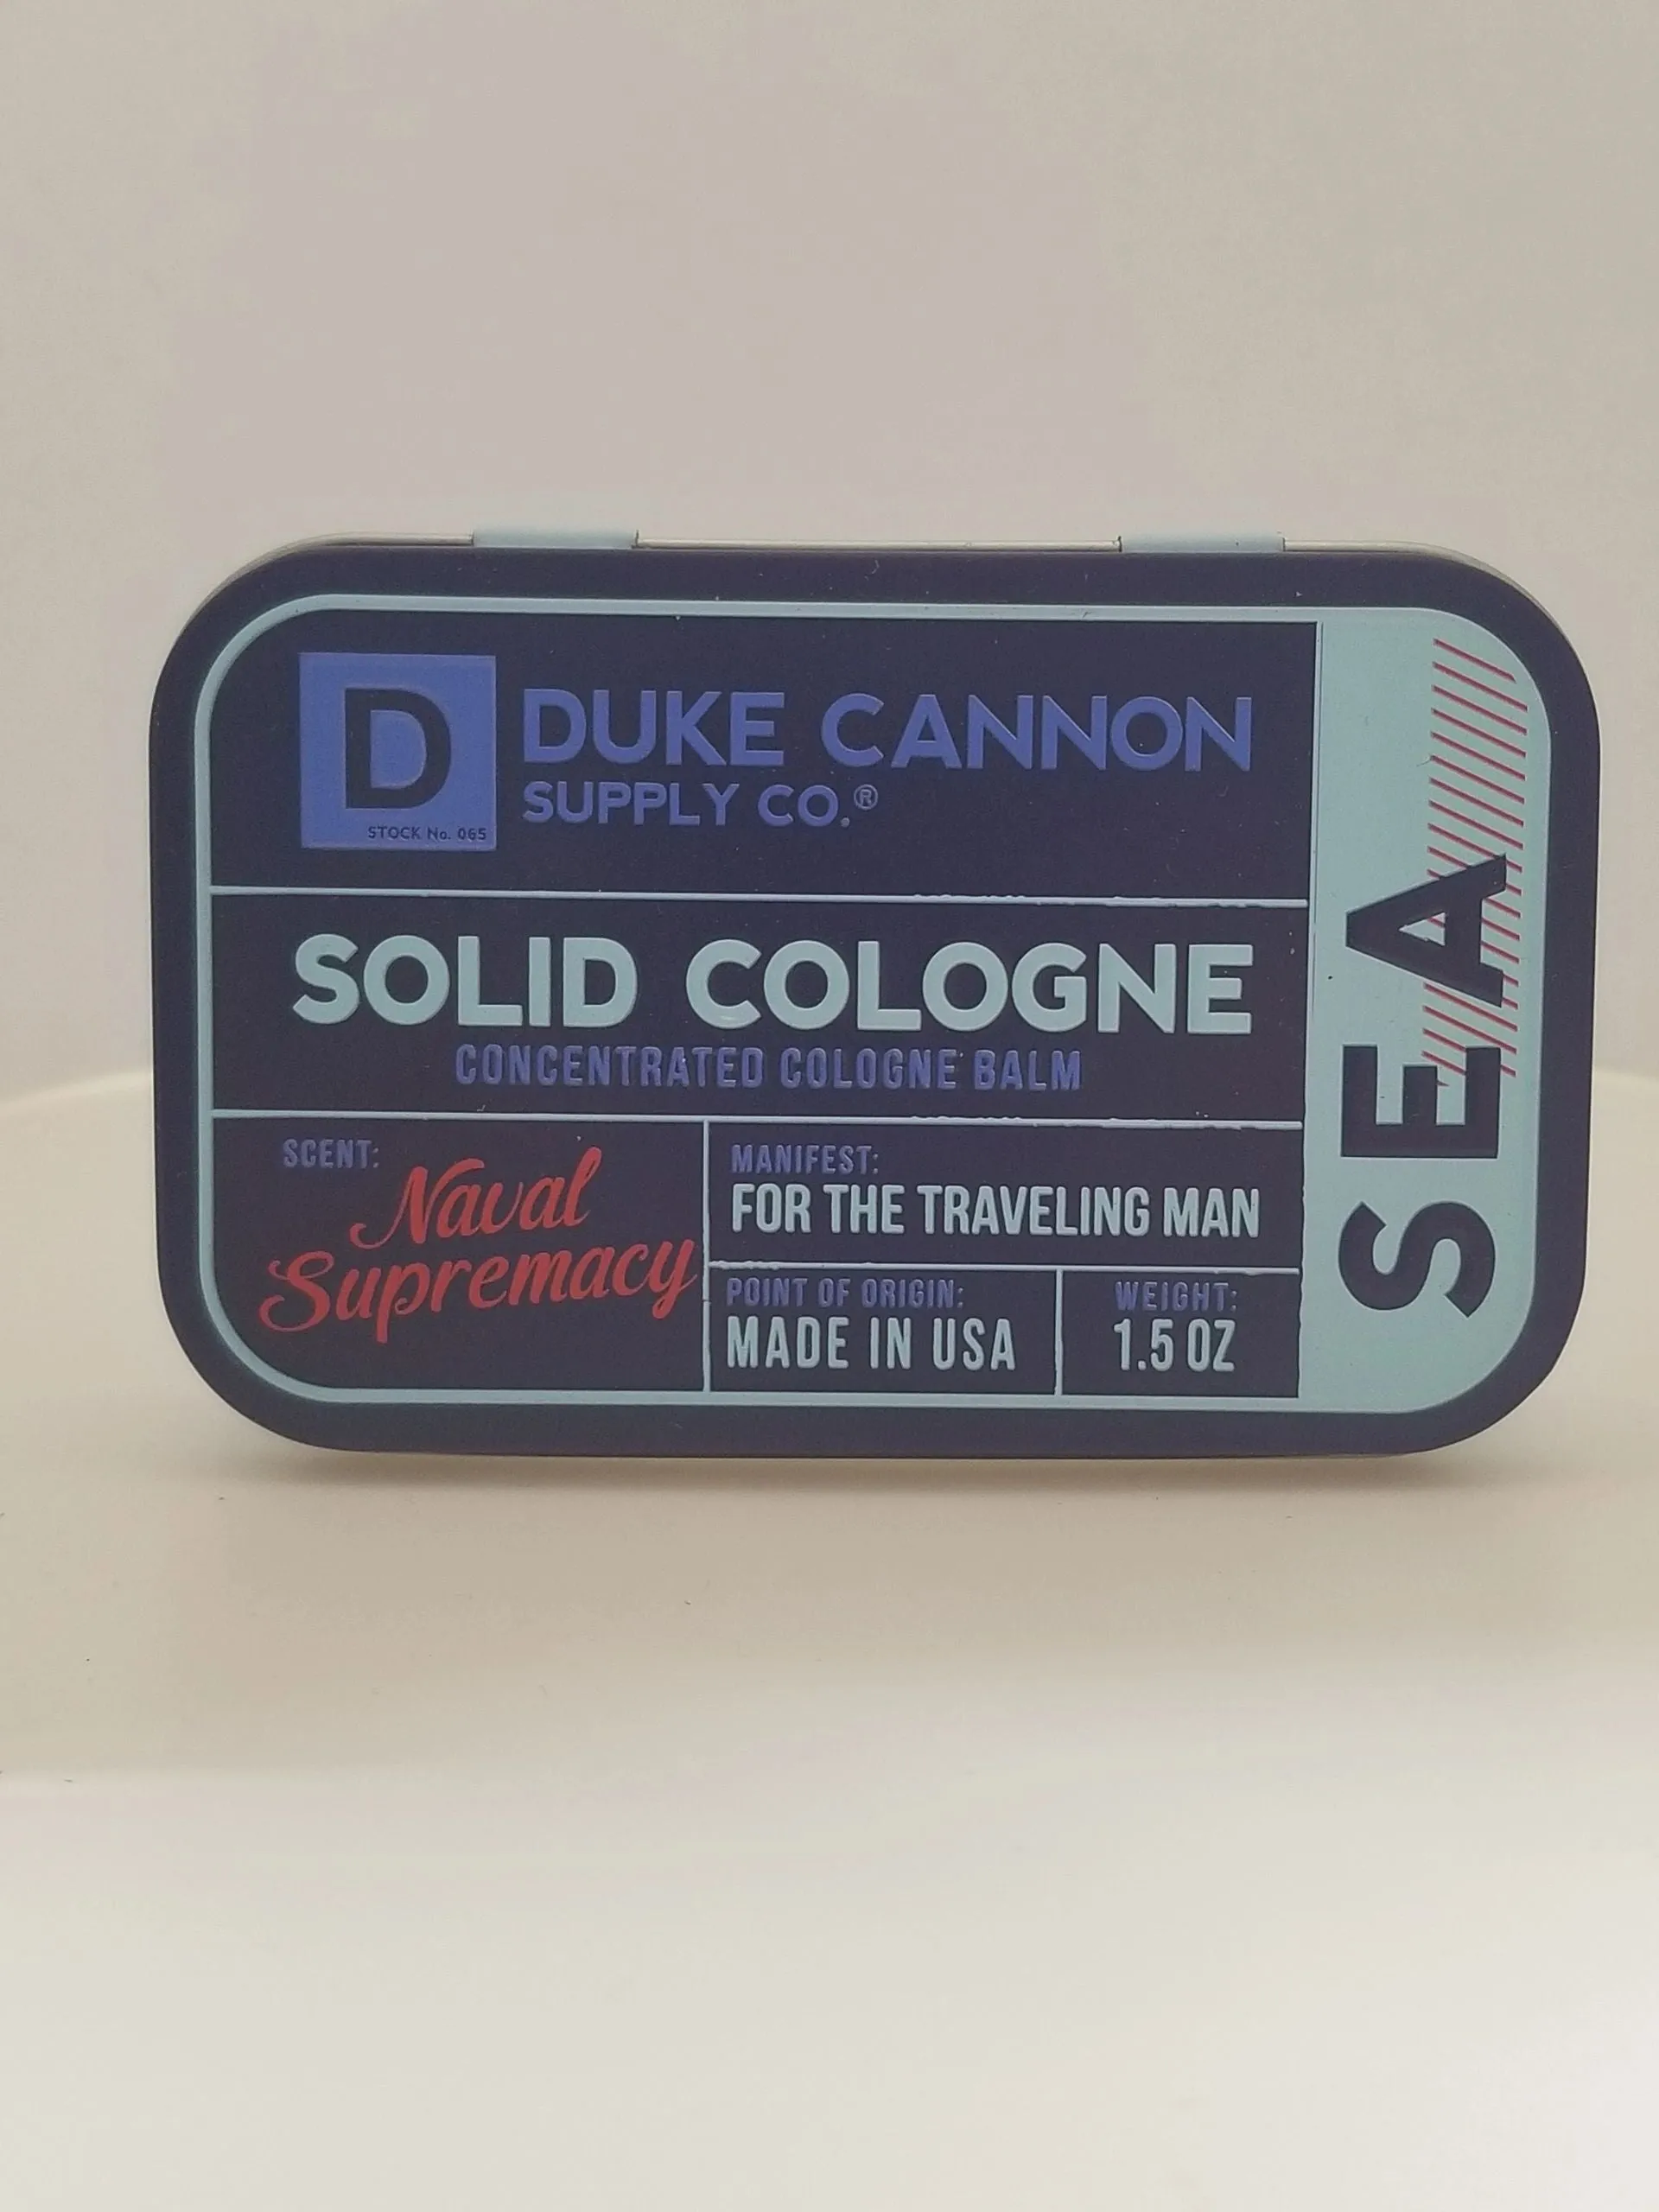 D
STOCK No. 065
DUKE CANNON
SUPPLY CO.®
SOLID COLOGNE
CONCENTRATED COLOGNE BALM
SCENT:
Naval
Supremacy
MANIFEST:
FOR THE TRAVELING MAN
POINT OF ORIGIN:
MADE IN USA
WEIGHT:
1.5 OZ
SEA